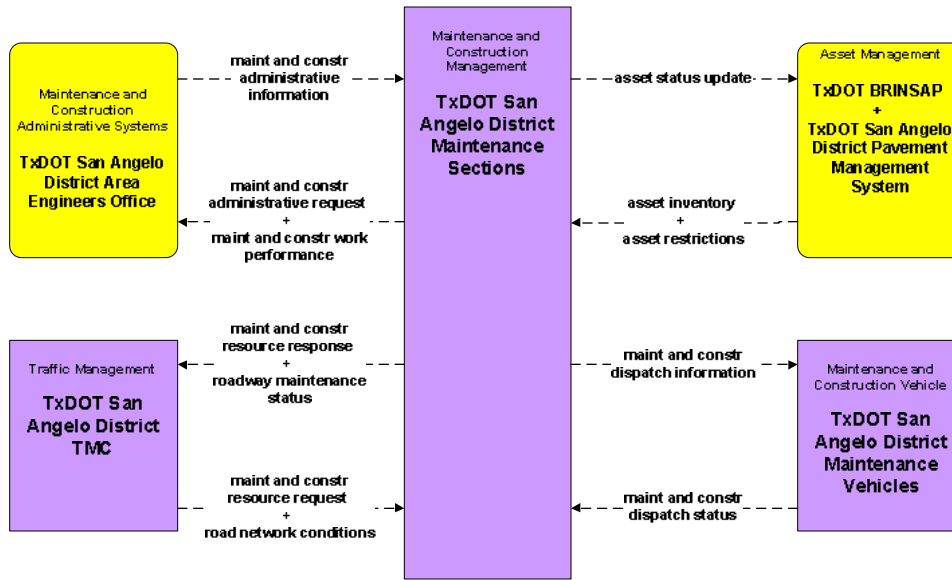 Maintenance and
Construction
Administrative Systems
TxDOT San Angelo
District Area
Engineers Office
maint and constr
administrative
information
maint and constr
administrative request
+
maint and constr work
performance
Maintenance and
Construction
Management
TxDOT San
Angelo District
Maintenance
Sections
asset status update
asset inventory
+
asset restrictions
Asset Management
TxDOT BRINSAP
+
TxDOT San Angelo
District Pavement
Management
System
Traffic Management
TxDOT San
Angelo District
TMC
maint and constr
resource response
+
roadway maintenance
status
maint and constr
resource request
+
road network conditions
maint and constr
dispatch information
maint and constr
dispatch status
Maintenance and
Construction Vehicle
TxDOT San
Angelo District
Maintenance
Vehicles